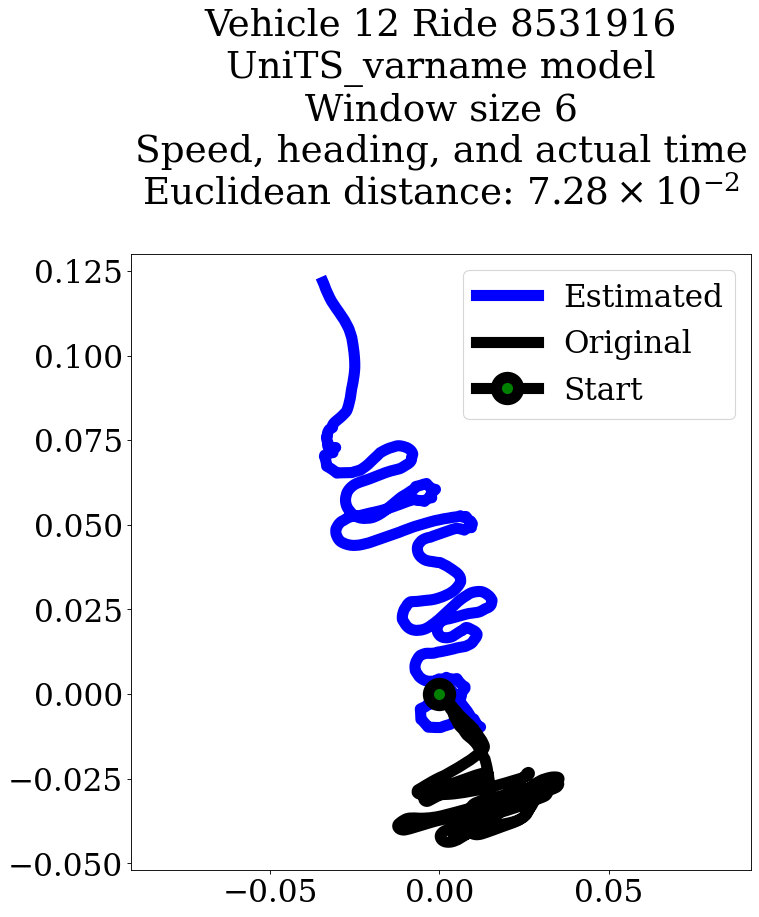 Vehicle 12 Ride 8531916
UniTS_varname model
Window size 6
Speed, heading, and actual time
Euclidean distance: 7.28 × 10⁻²
0.125
0.100
0.075
0.050
0.025
0.000
−0.025
−0.050
Estimated
Original
Start
−0.05
0.00
0.05